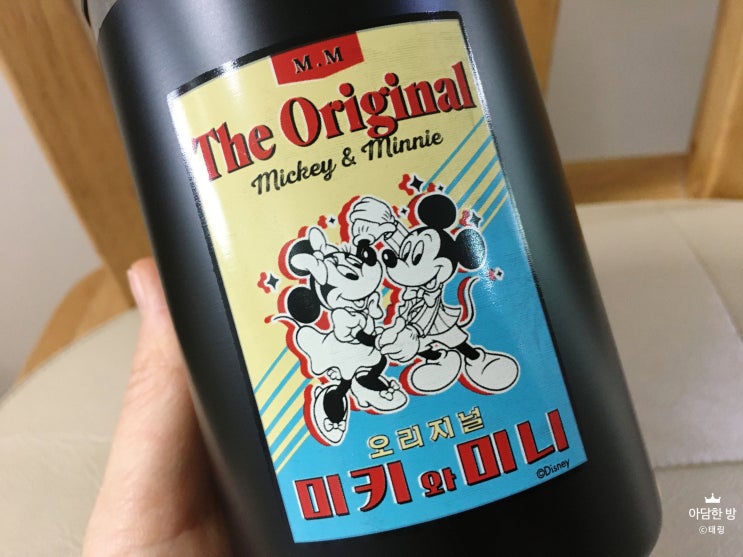 M.M
The Original
Mickey & Minnie
오리지널
미키와 미니
©Disney
아담한 방
ⓒ태링